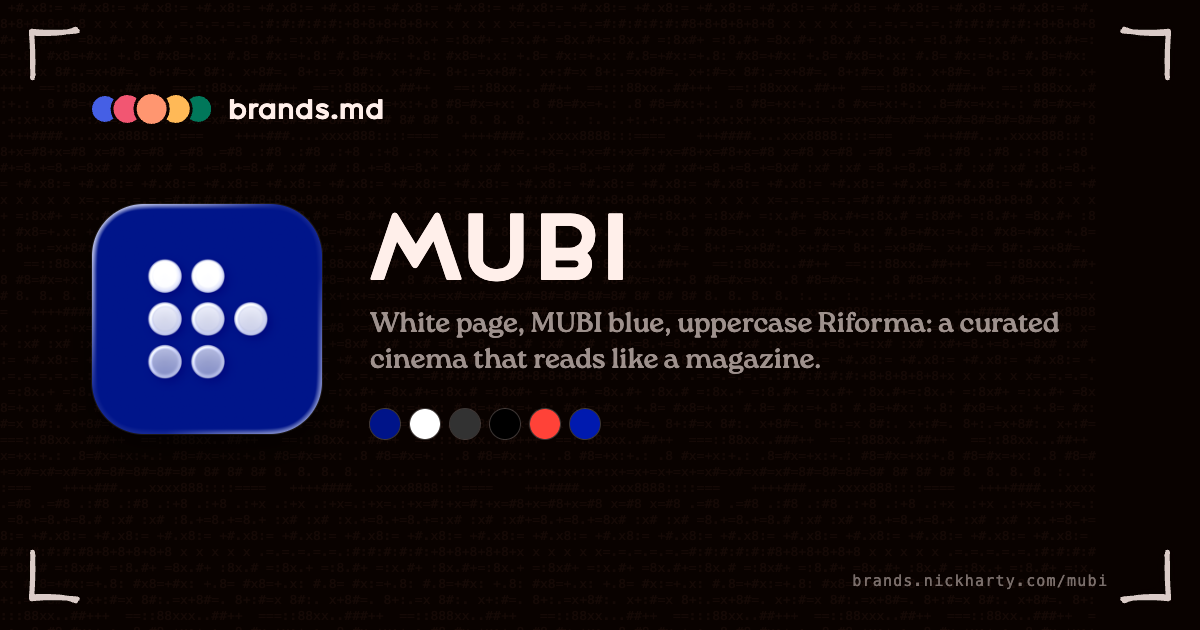 brands.md
MUBI
White page, MUBI blue, uppercase Riforma: a curated
cinema that reads like a magazine.
brands.nickharty.com/mubi